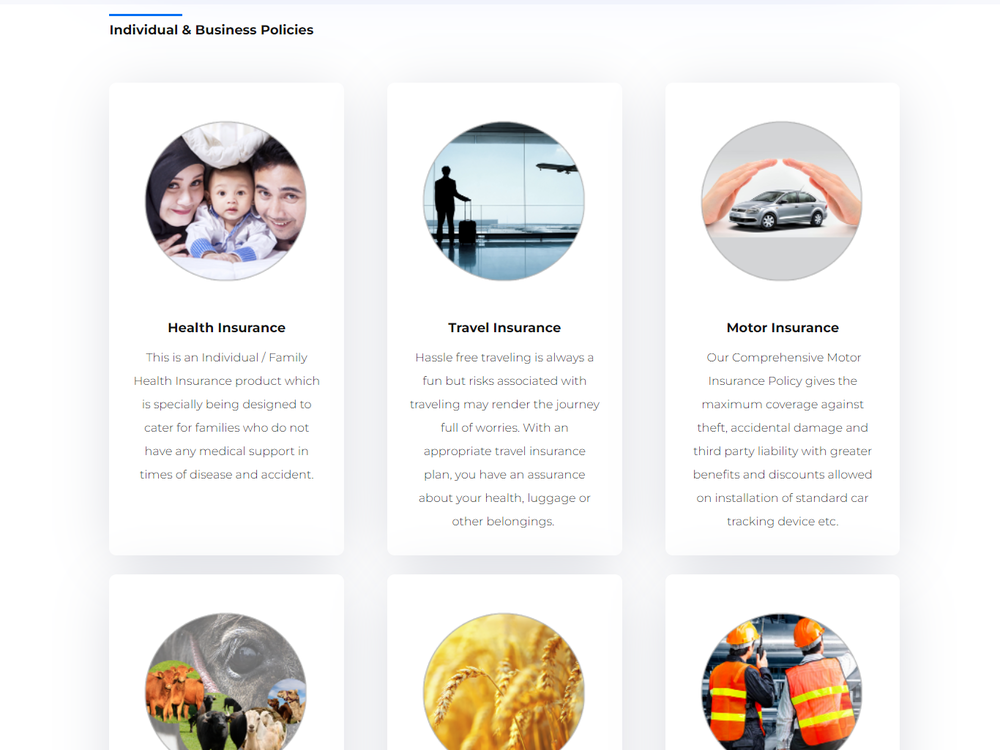 Individual & Business Policies
Health Insurance
This is an Individual / Family
Health Insurance product which
is specially being designed to
cater for families who do not
have any medical support in
times of disease and accident.
Travel Insurance
Hassle free traveling is always a
fun but risks associated with
traveling may render the journey
full of worries. With an
appropriate travel insurance
plan, you have an assurance
about your health, luggage or
other belongings.
Motor Insurance
Our Comprehensive Motor
Insurance Policy gives the
maximum coverage against
theft, accidental damage and
third party liability with greater
benefits and discounts allowed
on installation of standard car
tracking device etc.